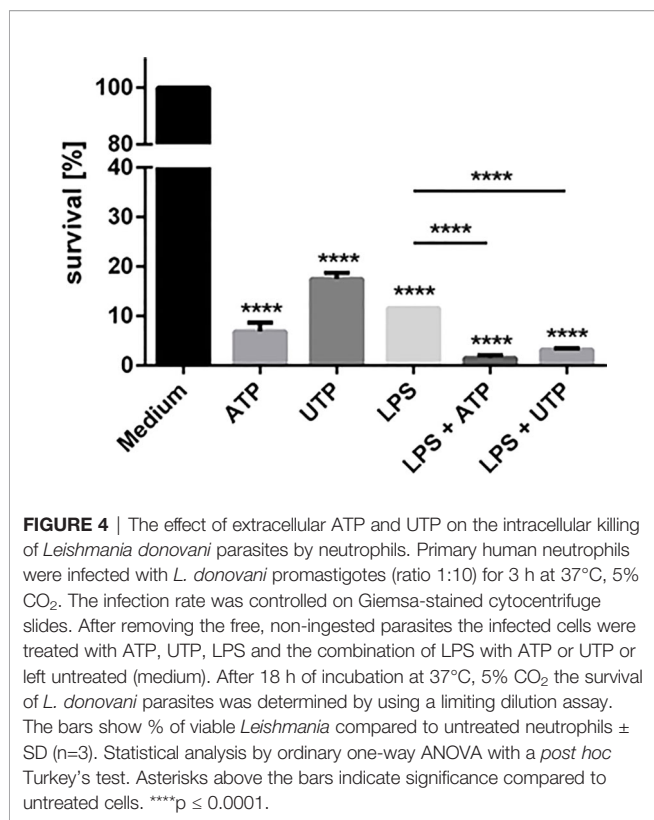 100
80
40
30
20
10
0
survival [%]
****
****
****
****
****
****
****
Medium
ATP
UTP
LPS
LPS + ATP
LPS + UTP
FIGURE 4 | The effect of extracellular ATP and UTP on the intracellular killing
of Leishmania donovani parasites by neutrophils. Primary human neutrophils
were infected with L. donovani promastigotes (ratio 1:10) for 3 h at 37°C, 5%
CO₂. The infection rate was controlled on Giemsa-stained cytocentrifuge
slides. After removing the free, non-ingested parasites the infected cells were
treated with ATP, UTP, LPS and the combination of LPS with ATP or UTP or
left untreated (medium). After 18 h of incubation at 37°C, 5% CO₂ the survival
of L. donovani parasites was determined by using a limiting dilution assay.
The bars show % of viable Leishmania compared to untreated neutrophils ±
SD (n=3). Statistical analysis by ordinary one-way ANOVA with a post hoc
Turkey's test. Asterisks above the bars indicate significance compared to
untreated cells. ****p ≤ 0.0001.